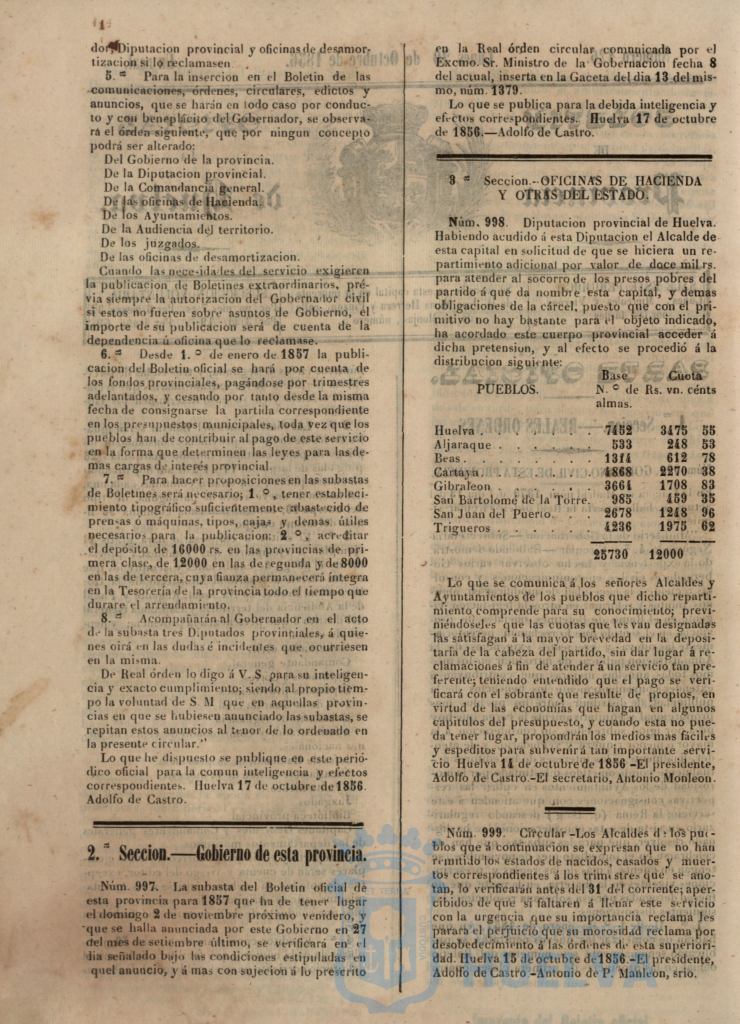 dor, Diputacion provincial y oficinas de desamor-
tizacion si lo reclamasen.
5.ª Para la insercion en el Boletin de las
comunicaciones, órdenes, circulares, edictos y
anuncios, que se harán en todo caso por conduc-
to y con beneplácito del Gobernador, se observa-
rá el órden siguiente, que por ningun concepto
podrá ser alterado:
Del Gobierno de la provincia.
De la Diputacion provincial.
De la Comandancia general.
De las oficinas de Hacienda.
De los Ayuntamientos.
De la Audiencia del territorio.
De los juzgados.
De las oficinas de desamortizacion.
Cuando las necesidades del servicio exigieren
la publicacion de Boletines extraordinarios, pré-
via siempre la autorizacion del Gobernador civil
si estos no fueren sobre asuntos de Gobierno, el
importe de su publicacion será de cuenta de la
dependencia ú oficina que lo reclamase.
6.ª Desde 1.° de enero de 1857 la publi-
cacion del Boletin oficial se hará por cuenta de
los fondos provinciales, pagándose por trimestres
adelantados, y cesando por tanto desde la misma
fecha de consignarse la partida correspondiente
en los presupuestos municipales, toda vez que los
pueblos han de contribuir al pago de este servicio
en la forma que determinen las leyes para las de-
mas cargas de interés provincial.
7.ª Para hacer proposiciones en las subastas
de Boletines será necesario; 1.°, tener estableci-
miento tipográfico suficientemente abastecido de
prensas ó máquinas, tipos, cajas y demas útiles
necesarios para la publicacion: 2.°, acreditar
el depósito de 16000 rs. en las provincias de pri-
mera clase, de 12000 en las de segunda y de 8000
en las de tercera, cuya fianza permanecerá íntegra
en la Tesorería de la provincia todo el tiempo que
durare el arrendamiento.
8.ª Acompañarán al Gobernador en el acto
de la subasta tres Diputados provinciales, á quie-
nes oirá en las dudas é incidentes que ocurriesen
en la misma.
De Real órden lo digo á V. S. para su inteligen-
cia y exacto cumplimiento; siendo al propio tiem-
po la voluntad de S. M que en aquellas provin-
cias en que se hubiesen anunciado las subastas, se
repitan estos anuncios al tenor de lo ordenado en
la presente circular."
Lo que he dispuesto se publique en este perió-
dico oficial para la comun inteligencia y efectos
correspondientes. Huelva 17 de octubre de 1856.
Adolfo de Castro.
2.ª Seccion.—Gobierno de esta provincia.
Núm. 997. La subasta del Boletin oficial de
esta provincia para 1857 que ha de tener lugar
el domingo 2 de noviembre próximo venidero, y
que se halla anunciada por este Gobierno en 27
del mes de setiembre último, se verificará en el
dia señalado bajo las condiciones estipuladas en
aquel anuncio, y á mas con sujecion á lo prescrito
en la Real órden circular comunicada por el
Excmo. Sr. Ministro de la Gobernacion fecha 8
del actual, inserta en la Gaceta del dia 13 del mis-
mo, núm. 1379.
Lo que se publica para la debida inteligencia y
efectos correspondientes. Huelva 17 de octubre
de 1856.—Adolfo de Castro.
3.ª Seccion.—OFICINAS DE HACIENDA
Y OTRAS DEL ESTADO.
Núm. 998. Diputacion provincial de Huelva.
Habiendo acudido á esta Diputacion el Alcalde de
esta capital en solicitud de que se hiciera un re-
partimiento adicional por valor de doce mil rs.
para atender al socorro de los presos pobres del
partido á que da nombre esta capital, y demas
obligaciones de la cárcel, puesto que con el pri-
mitivo no hay bastante para el objeto indicado,
ha acordado este cuerpo provincial acceder á
dicha pretension, y al efecto se procedió á la
distribucion siguiente:
Base Cuota
PUEBLOS. N.° de Rs. vn. cénts
almas.
Huelva . . . . . . 7452 3475 55
Aljaraque . . . . . 533 248 53
Beas . . . . . . . 1314 612 78
Cartaya . . . . . . 4868 2270 38
Gibraleon . . . . . 3664 1708 83
San Bartolomé de la Torre. 985 459 35
San Juan del Puerto. . . 2678 1248 96
Trigueros . . . . . 4236 1975 62
25730 12000
Lo que se comunica á los señores Alcaldes y
Ayuntamientos de los pueblos que dicho reparti-
miento comprende para su conocimiento; previ-
niéndoseles que las cuotas que les van designadas
las satisfagan á la mayor brevedad en la deposi-
taría de la cabeza del partido, sin dar lugar á re-
clamaciones á fin de atender á un servicio tan pre-
ferente; teniendo entendido que el pago se veri-
ficará con el sobrante que resulte de propios, en
virtud de las economías que hagan en algunos
capitulos del presupuesto, y cuando esta no pue-
da tener lugar, propondrán los medios mas fáciles
y espeditos para subvenir á tan importante servi-
cio Huelva 14 de octubre de 1856 -El presidente,
Adolfo de Castro -El secretario, Antonio Monleon.
Núm. 999. Circular -Los Alcaldes de los pue-
blos que á continuacion se expresan que no han
remitido los estados de nacidos, casados y muer-
tos correspondientes á los trimestres que se ano-
tan, lo verificarán antes del 31 del corriente; aper-
cibidos de que si faltaren á llenar este servicio
con la urgencia que su importancia reclama les
parará el perjuicio que su morosidad reclama por
desobedecimiento á las órdenes de esta superiori-
dad. Huelva 15 de octubre de 1856.-El presidente,
Adolfo de Castro -Antonio de P. Manleon, srio.
HUELVA